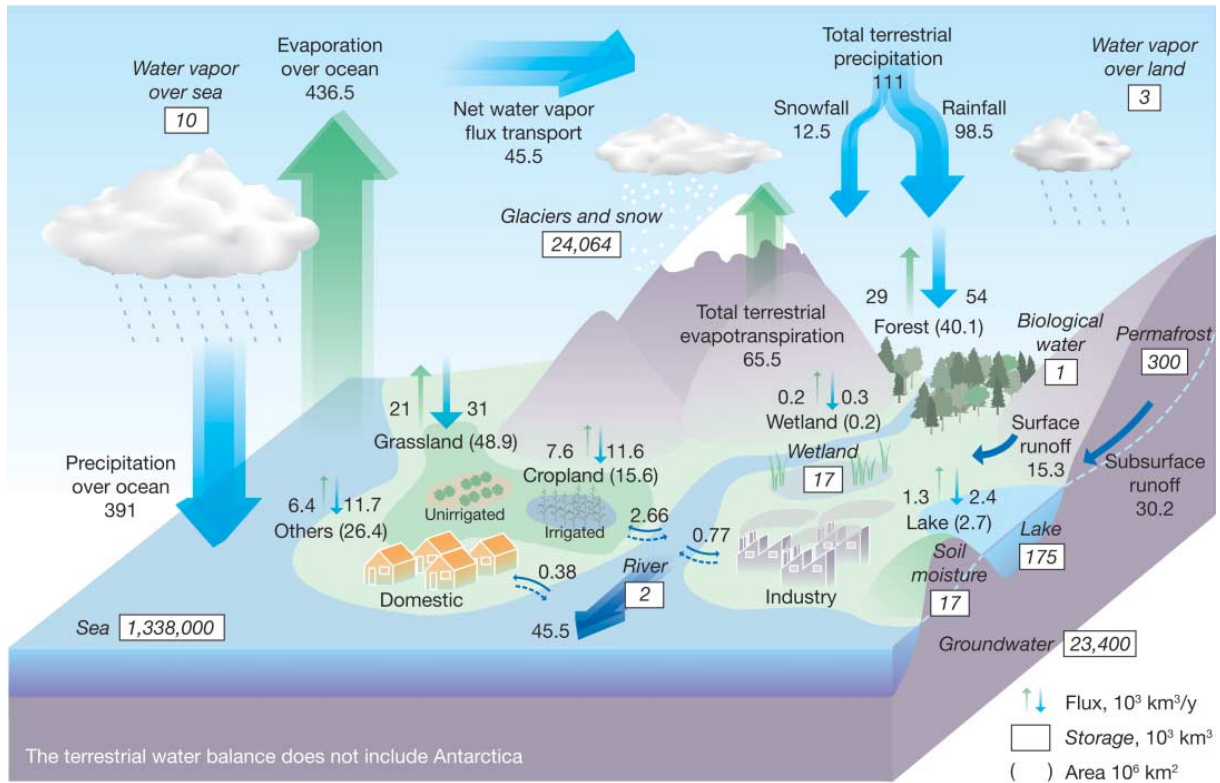 Evaporation
over ocean
436.5
Water vapor
over sea
10
Net water vapor
flux transport
45.5
Total terrestrial
precipitation
111
Snowfall
12.5
Rainfall
98.5
Water vapor
over land
3
Glaciers and snow
24,064
Total terrestrial
evapotranspiration
65.5
29 54
Forest (40.1)
Biological
water
1
Permafrost
300
21 31
Grassland (48.9)
0.2 0.3
Wetland (0.2)
Wetland
17
Surface
runoff
15.3
Subsurface
runoff
30.2
Precipitation
over ocean
391
7.6 11.6
Cropland (15.6)
6.4 11.7
Others (26.4)
Unirrigated
Irrigated
2.66
0.77
1.3 2.4
Lake (2.7)
Lake
175
Soil
moisture
17
Domestic
0.38
River
2
Industry
45.5
Sea 1,338,000
Groundwater 23,400
Flux, 10³ km³/y
Storage, 10³ km³
( ) Area 10⁶ km²
The terrestrial water balance does not include Antarctica